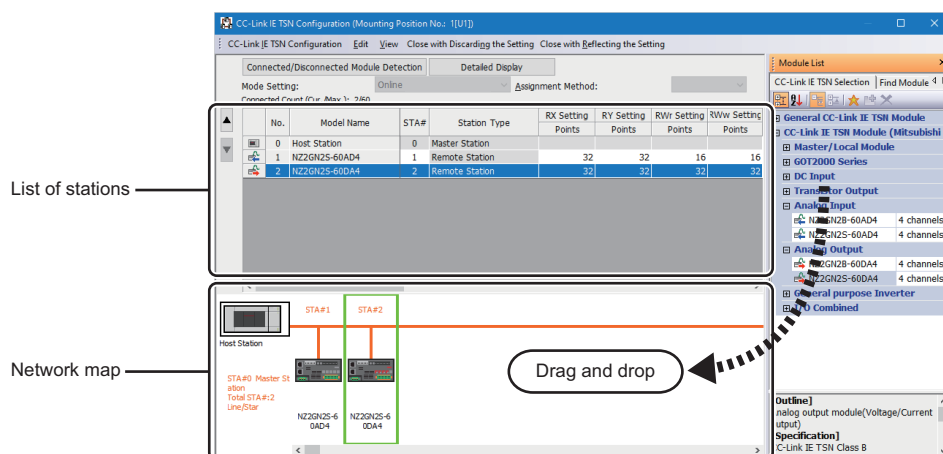 CC-Link IE TSN Configuration (Mounting Position No.: 1[U1])
CC-Link IE TSN Configuration Edit View Close with Discarding the Setting Close with Reflecting the Setting
Connected/Disconnected Module Detection Detailed Display
Mode Setting: Online Assignment Method:
Connected Count (Cur./Max.): 2/60
No. Model Name STA# Station Type RX Setting RY Setting RWr Setting RWw Setting
Points Points Points Points
0 Host Station 0 Master Station
1 NZ2GN2S-60AD4 1 Remote Station 32 32 16 16
2 NZ2GN2S-60DA4 2 Remote Station 32 32 32 32
List of stations
Module List
CC-Link IE TSN Selection Find Module
General CC-Link IE TSN Module
CC-Link IE TSN Module (Mitsubishi
Master/Local Module
GOT2000 Series
DC Input
Transistor Output
Analog Input
NZ2GN2B-60AD4 4 channels
NZ2GN2S-60AD4 4 channels
Analog Output
NZ2GN2B-60DA4 4 channels
NZ2GN2S-60DA4 4 channels
General purpose Inverter
I/O Combined
STA#1 STA#2
Host Station
Network map
Drag and drop
STA#0 Master St
ation
Total STA#:2
Line/Star
NZ2GN2S-6
0AD4
NZ2GN2S-6
0DA4
Outline]
nalog output module(Voltage/Current
utput)
Specification]
C-Link IE TSN Class B